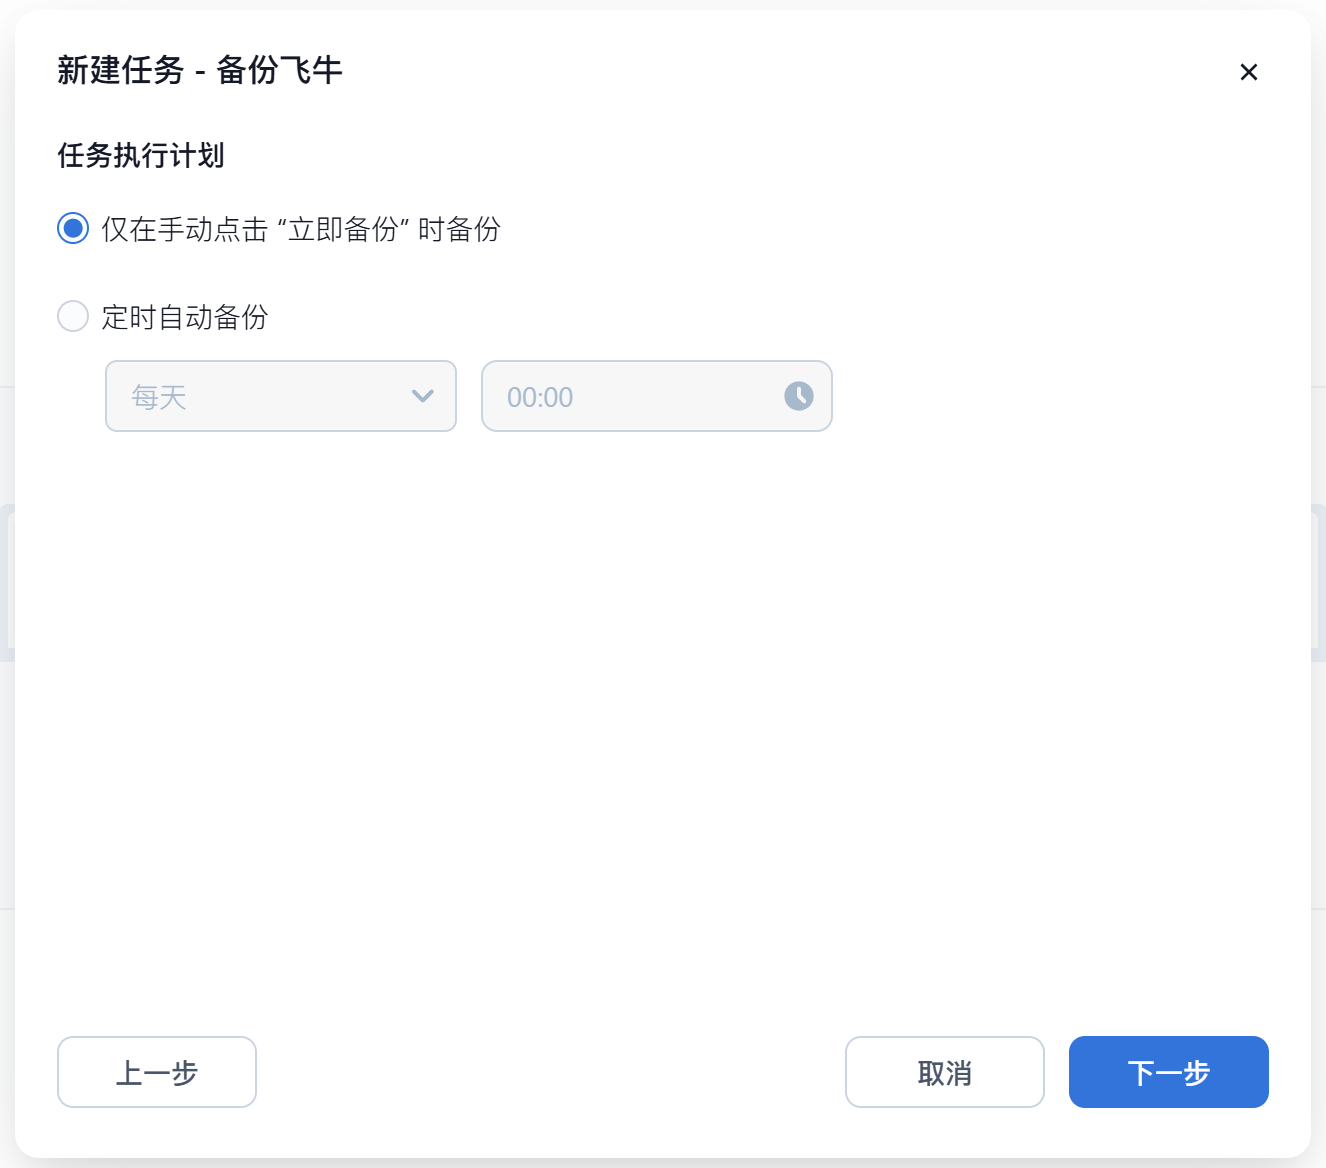 新建任务 - 备份飞牛
任务执行计划
仅在手动点击 “立即备份” 时备份
定时自动备份
每天 00:00
上一步 取消 下一步